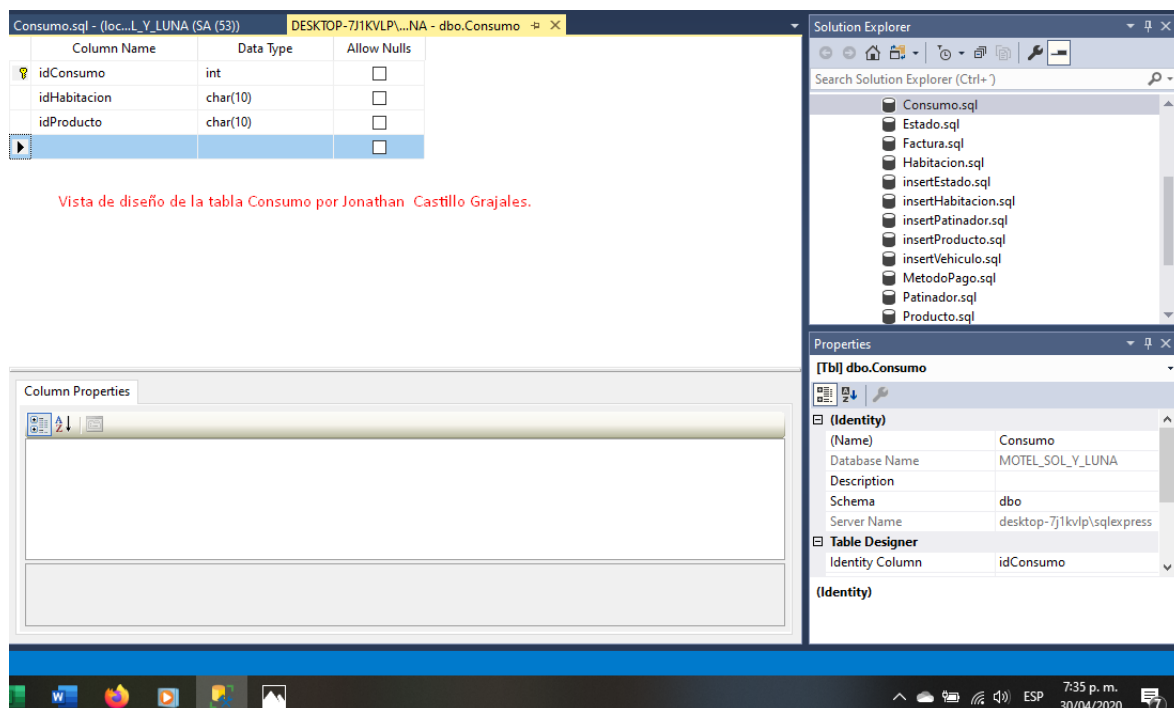 Consumo.sql - (loc...L_Y_LUNA (SA (53))
DESKTOP-7J1KVLP\...NA - dbo.Consumo
Column Name Data Type Allow Nulls
idConsumo int
idHabitacion char(10)
idProducto char(10)
Vista de diseño de la tabla Consumo por Jonathan Castillo Grajales.
Column Properties
Solution Explorer
Search Solution Explorer (Ctrl+´)
Consumo.sql
Estado.sql
Factura.sql
Habitacion.sql
insertEstado.sql
insertHabitacion.sql
insertPatinador.sql
insertProducto.sql
insertVehiculo.sql
MetodoPago.sql
Patinador.sql
Producto.sql
Properties
[Tbl] dbo.Consumo
(Identity)
(Name) Consumo
Database Name MOTEL_SOL_Y_LUNA
Description
Schema dbo
Server Name desktop-7j1kvlp\sqlexpress
Table Designer
Identity Column idConsumo
(Identity)
ESP
7:35 p. m.
30/04/2020